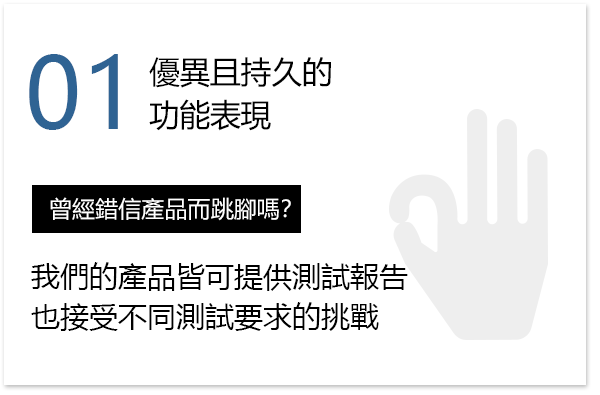 01
優異且持久的
功能表現
曾經錯信產品而跳腳嗎?
我們的產品皆可提供測試報告
也接受不同測試要求的挑戰